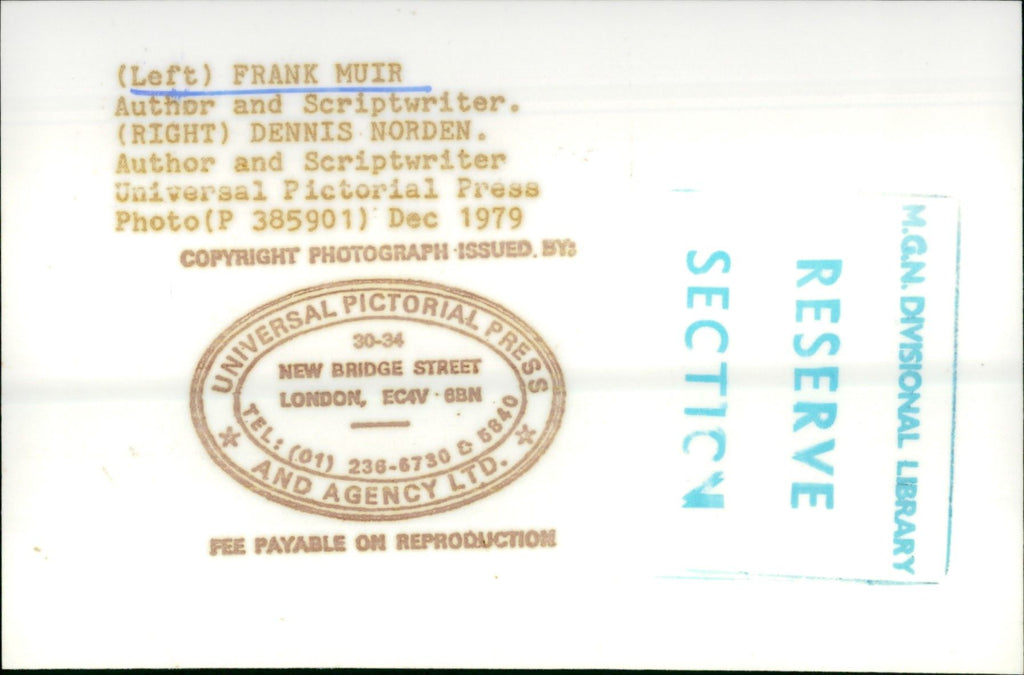 (Left) FRANK MUIR
Author and Scriptwriter.
(RIGHT) DENNIS NORDEN.
Author and Scriptwriter
Universal Pictorial Press
Photo(P 385901) Dec 1979
COPYRIGHT PHOTOGRAPH ISSUED. BY:
UNIVERSAL PICTORIAL PRESS
30-34
NEW BRIDGE STREET
LONDON, EC4V 6BN
TEL: (01) 236-6730 & 5840
AND AGENCY LTD.
FEE PAYABLE ON REPRODUCTION
M.G.N. DIVISIONAL LIBRARY
RESERVE
SECTION